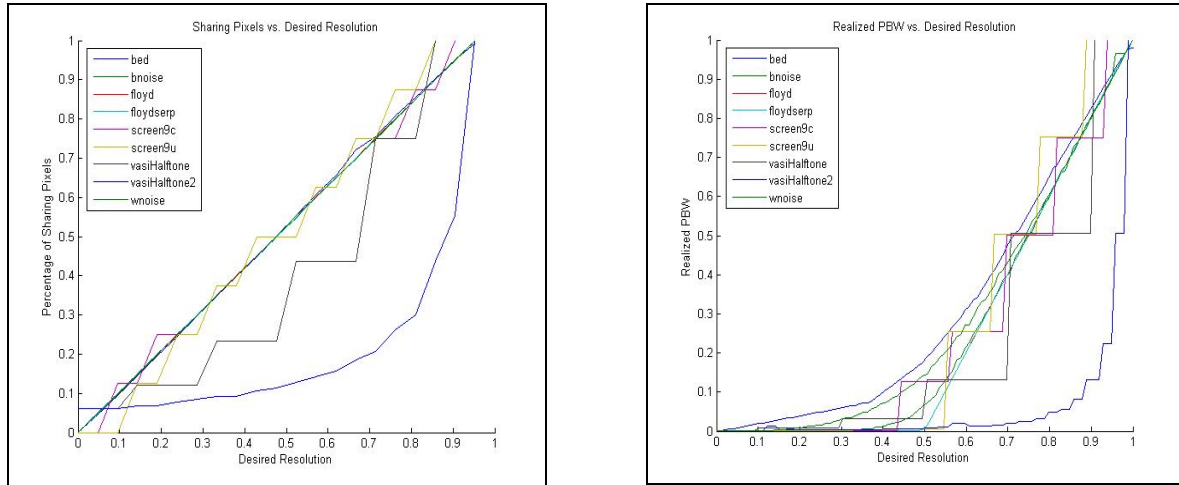 Sharing Pixels vs. Desired Resolution
1
0.9
0.8
0.7
0.6
0.5
0.4
0.3
0.2
0.1
0
Percentage of Sharing Pixels
bed
bnoise
floyd
floydserp
screen9c
screen9u
vasiHalftone
vasiHalftone2
wnoise
0 0.1 0.2 0.3 0.4 0.5 0.6 0.7 0.8 0.9 1
Desired Resolution
Realized PBW vs. Desired Resolution
1
0.9
0.8
0.7
0.6
0.5
0.4
0.3
0.2
0.1
0
Realized PBW
bed
bnoise
floyd
floydserp
screen9c
screen9u
vasiHalftone
vasiHalftone2
wnoise
0 0.1 0.2 0.3 0.4 0.5 0.6 0.7 0.8 0.9 1
Desired Resolution